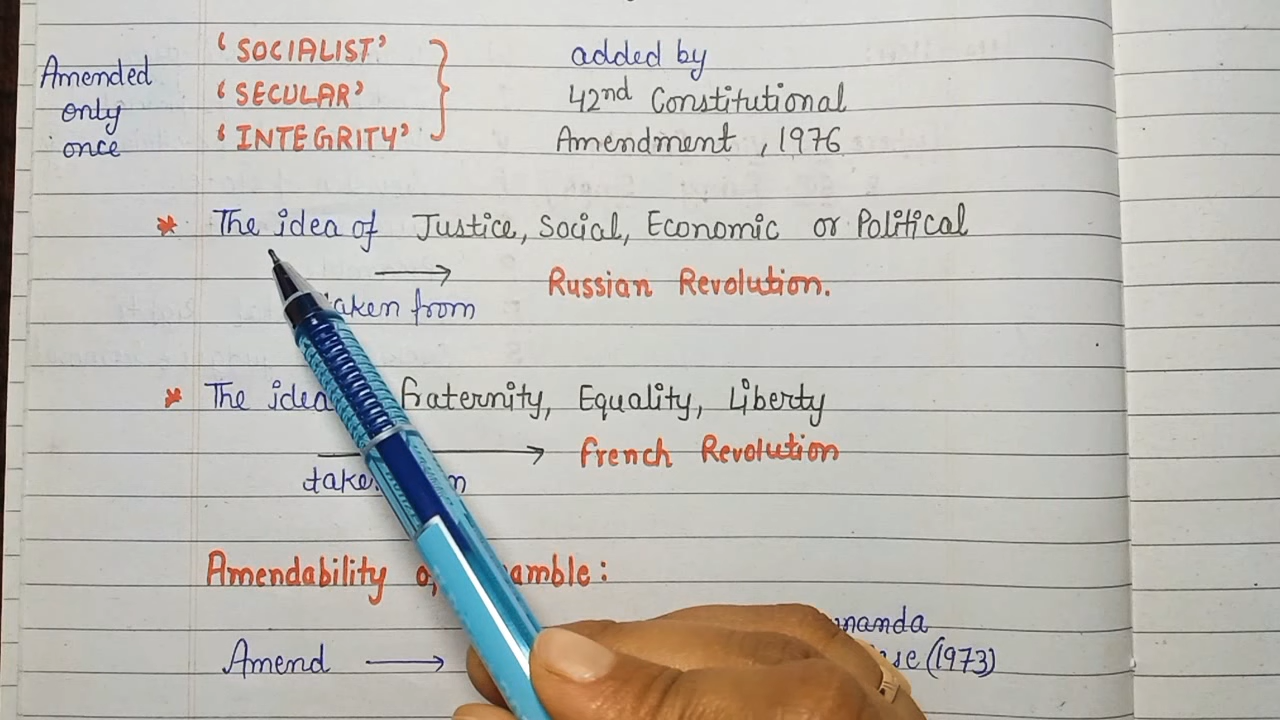 Amended only once
'SOCIALIST'
'SECULAR'
'INTEGRITY'
added by
42nd Constitutional
Amendment, 1976
* The idea of Justice, Social, Economic or Political
taken from → Russian Revolution.
* The idea Fraternity, Equality, Liberty
→ French Revolution
Amendability
Amend →
(1973)